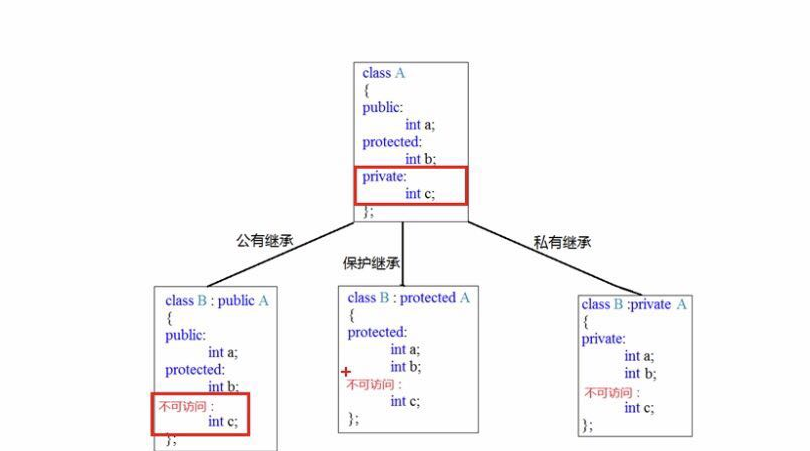 class A
{
public:
int a;
protected:
int b;
private:
int c;
};
公有继承
保护继承
私有继承
class B : public A
{
public:
int a;
protected:
int b;
不可访问：
int c;
};
class B : protected A
{
protected:
int a;
int b;
不可访问：
int c;
};
class B :private A
{
private:
int a;
int b;
不可访问：
int c;
};